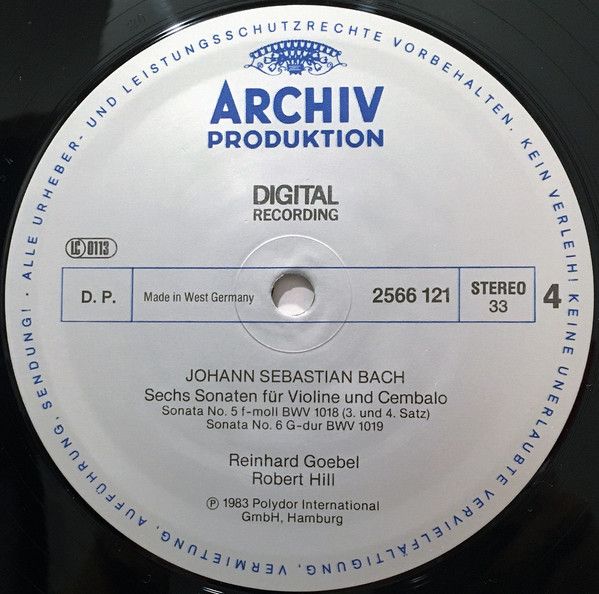 ALLE URHEBER- UND LEISTUNGSSCHUTZRECHTE VORBEHALTEN. KEIN VERLEIH! KEINE UNERLAUBTE VERVIELFÄLTIGUNG, VERMIETUNG, AUFFÜHRUNG, SENDUNG! ·
ARCHIV
PRODUKTION
DIGITAL
RECORDING
LC 0113
D. P.
Made in West Germany
2566 121
STEREO
33
4
JOHANN SEBASTIAN BACH
Sechs Sonaten für Violine und Cembalo
Sonata No. 5 f-moll BWV 1018 (3. und 4. Satz)
Sonata No. 6 G-dur BWV 1019
Reinhard Goebel
Robert Hill
℗ 1983 Polydor International
GmbH, Hamburg